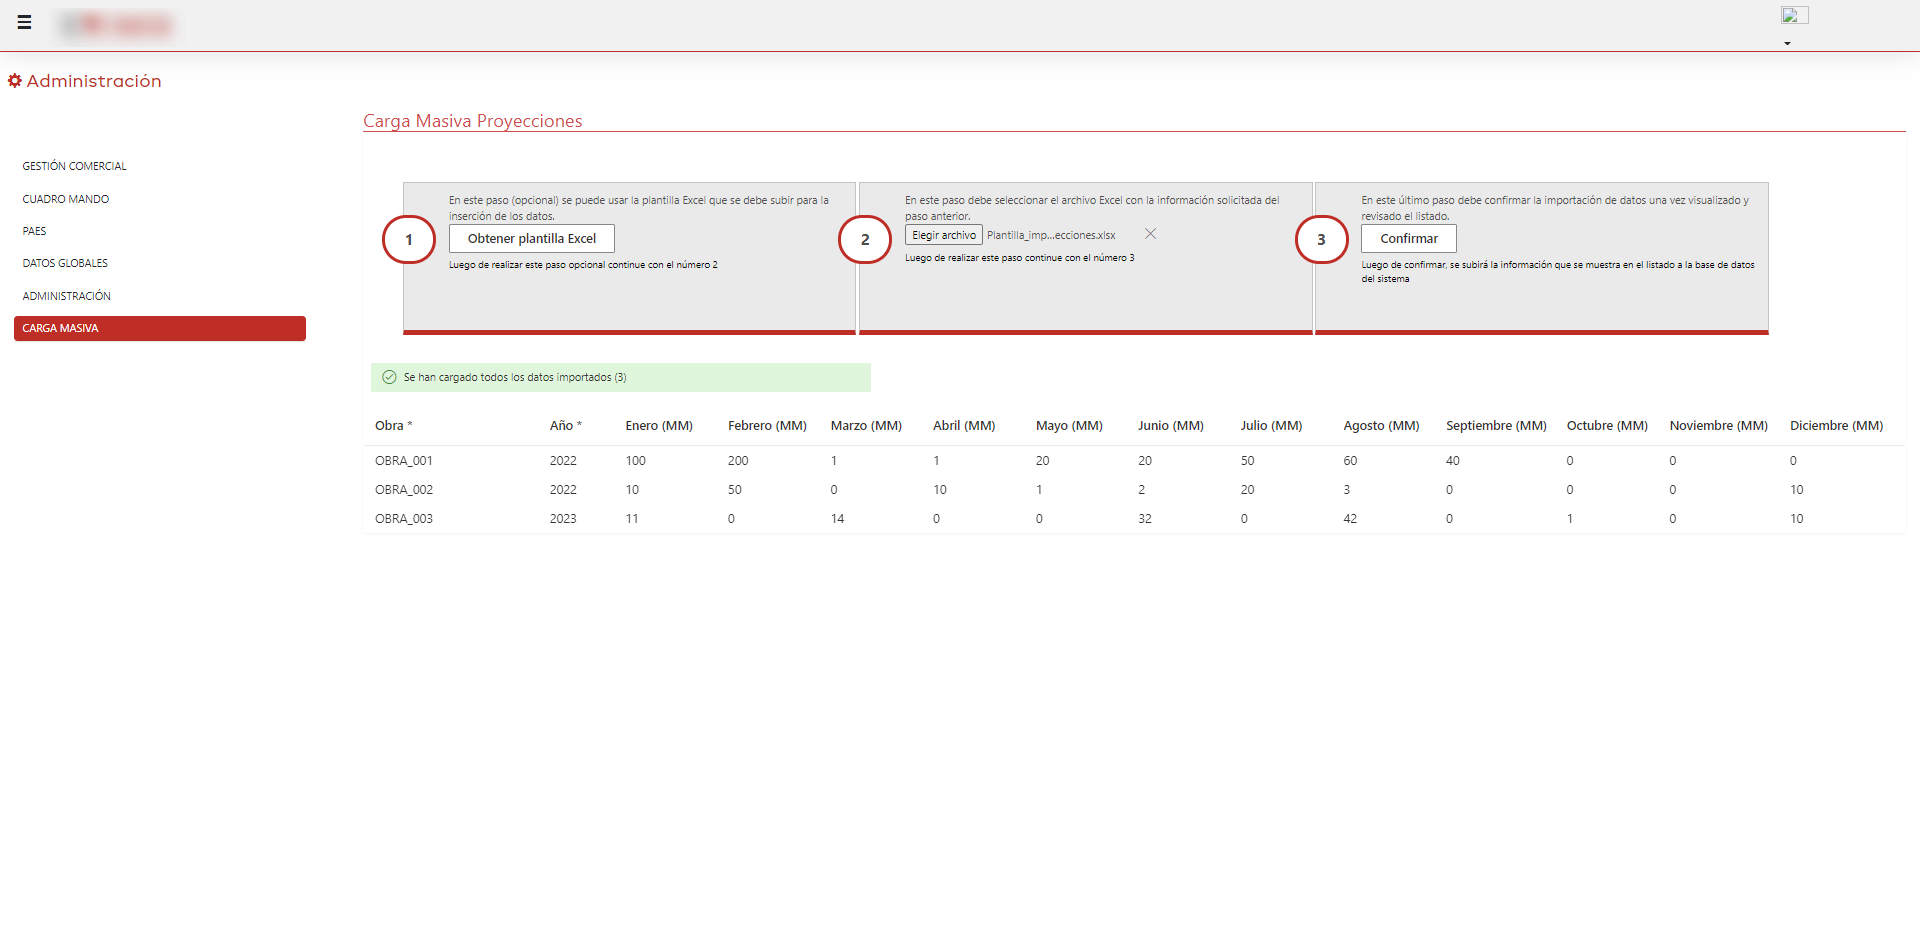 Administración
Carga Masiva Proyecciones
GESTIÓN COMERCIAL
CUADRO MANDO
PAES
DATOS GLOBALES
ADMINISTRACIÓN
CARGA MASIVA
1
En este paso (opcional) se puede usar la plantilla Excel que se debe subir para la
inserción de los datos.
Obtener plantilla Excel
Luego de realizar este paso opcional continue con el número 2
2
En este paso debe seleccionar el archivo Excel con la información solicitada del
paso anterior.
Elegir archivo Plantilla_imp...ecciones.xlsx
Luego de realizar este paso continue con el número 3
3
En este último paso debe confirmar la importación de datos una vez visualizado y
revisado el listado.
Confirmar
Luego de confirmar, se subirá la información que se muestra en el listado a la base de datos
del sistema
Se han cargado todos los datos importados (3)
Obra * Año * Enero (MM) Febrero (MM) Marzo (MM) Abril (MM) Mayo (MM) Junio (MM) Julio (MM) Agosto (MM) Septiembre (MM) Octubre (MM) Noviembre (MM) Diciembre (MM)
OBRA_001 2022 100 200 1 1 20 20 50 60 40 0 0 0
OBRA_002 2022 10 50 0 10 1 2 20 3 0 0 0 10
OBRA_003 2023 11 0 14 0 0 32 0 42 0 1 0 10